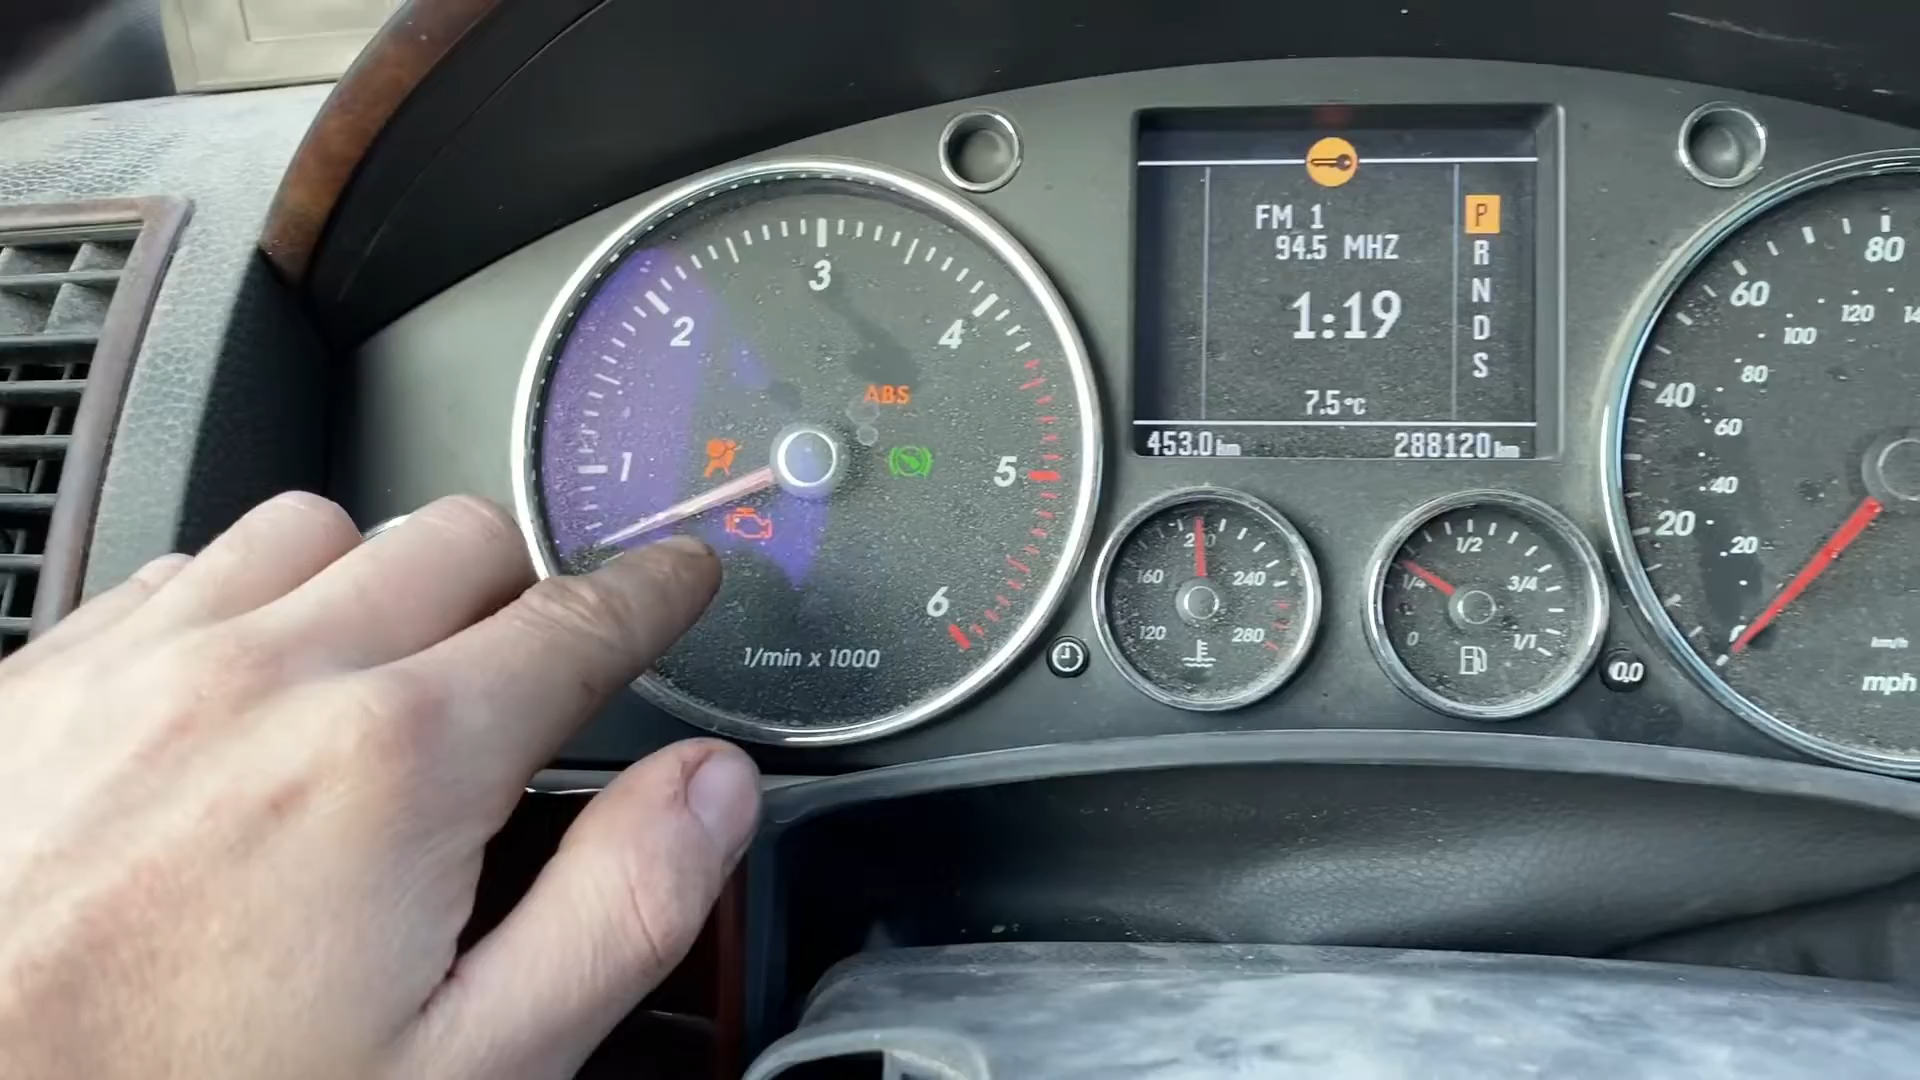 1
2
3
4
5
6
ABS
1/min x 1000
FM 1
94.5 MHZ
1:19
7.5°C
453.0 km
288120 km
P
R
N
D
S
120
160
240
280
0
1/4
1/2
3/4
1/1
0,0
20
40
60
80
20
40
60
80
100
120
km/h
mph